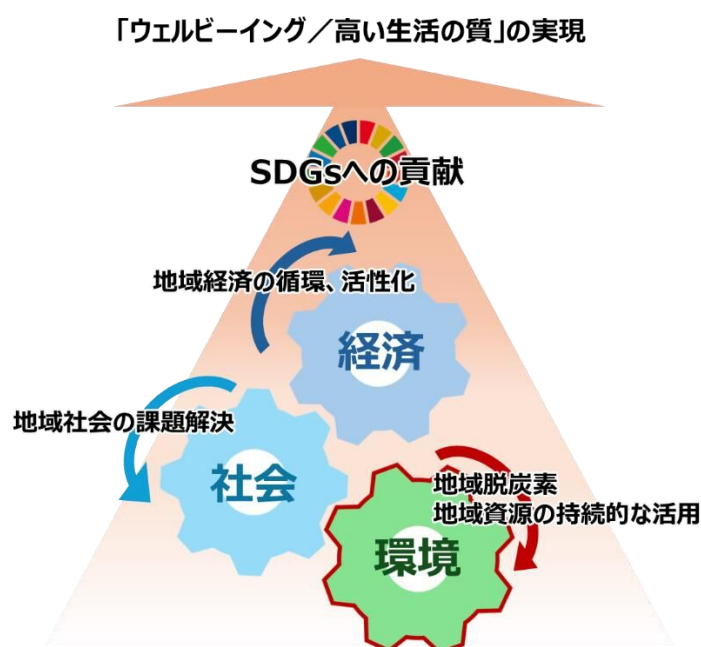 「ウェルビーイング／高い生活の質」の実現
SDGsへの貢献
地域経済の循環、活性化
経済
地域社会の課題解決
社会
地域脱炭素
地域資源の持続的な活用
環境